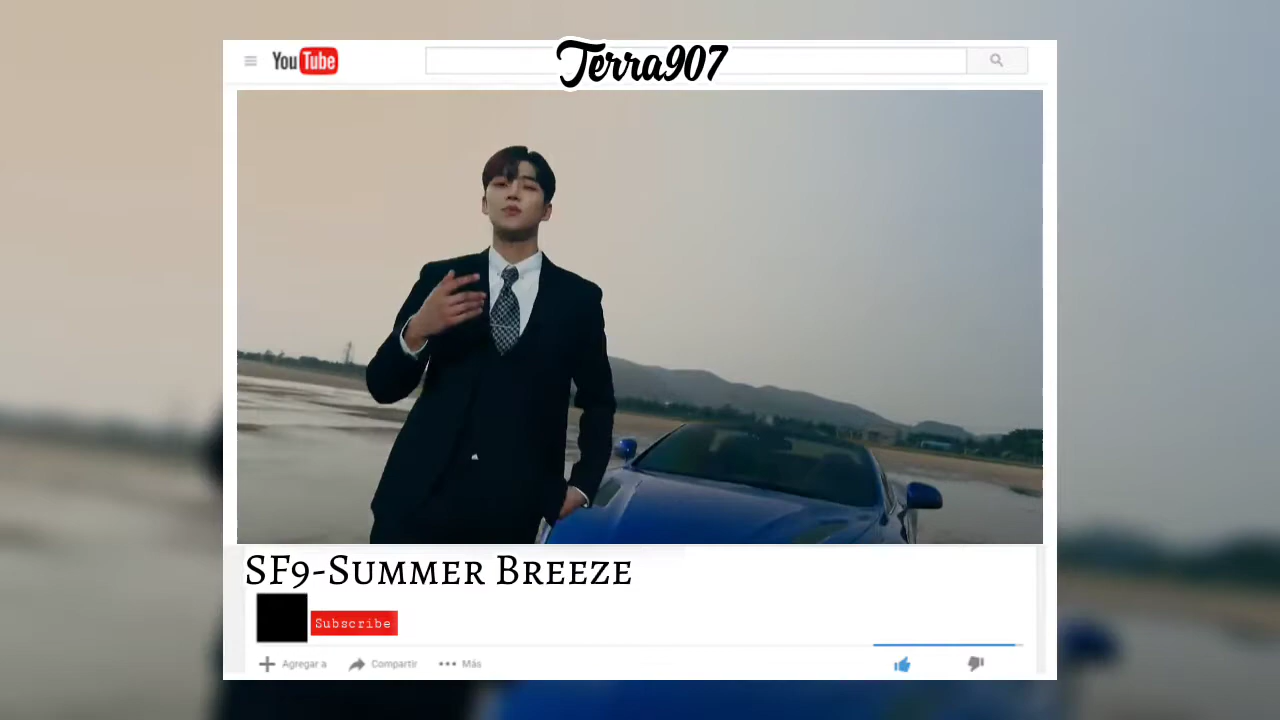 YouTube
Terra907
SF9-Summer Breeze
Subscribe
Agregar a
Compartir
Más